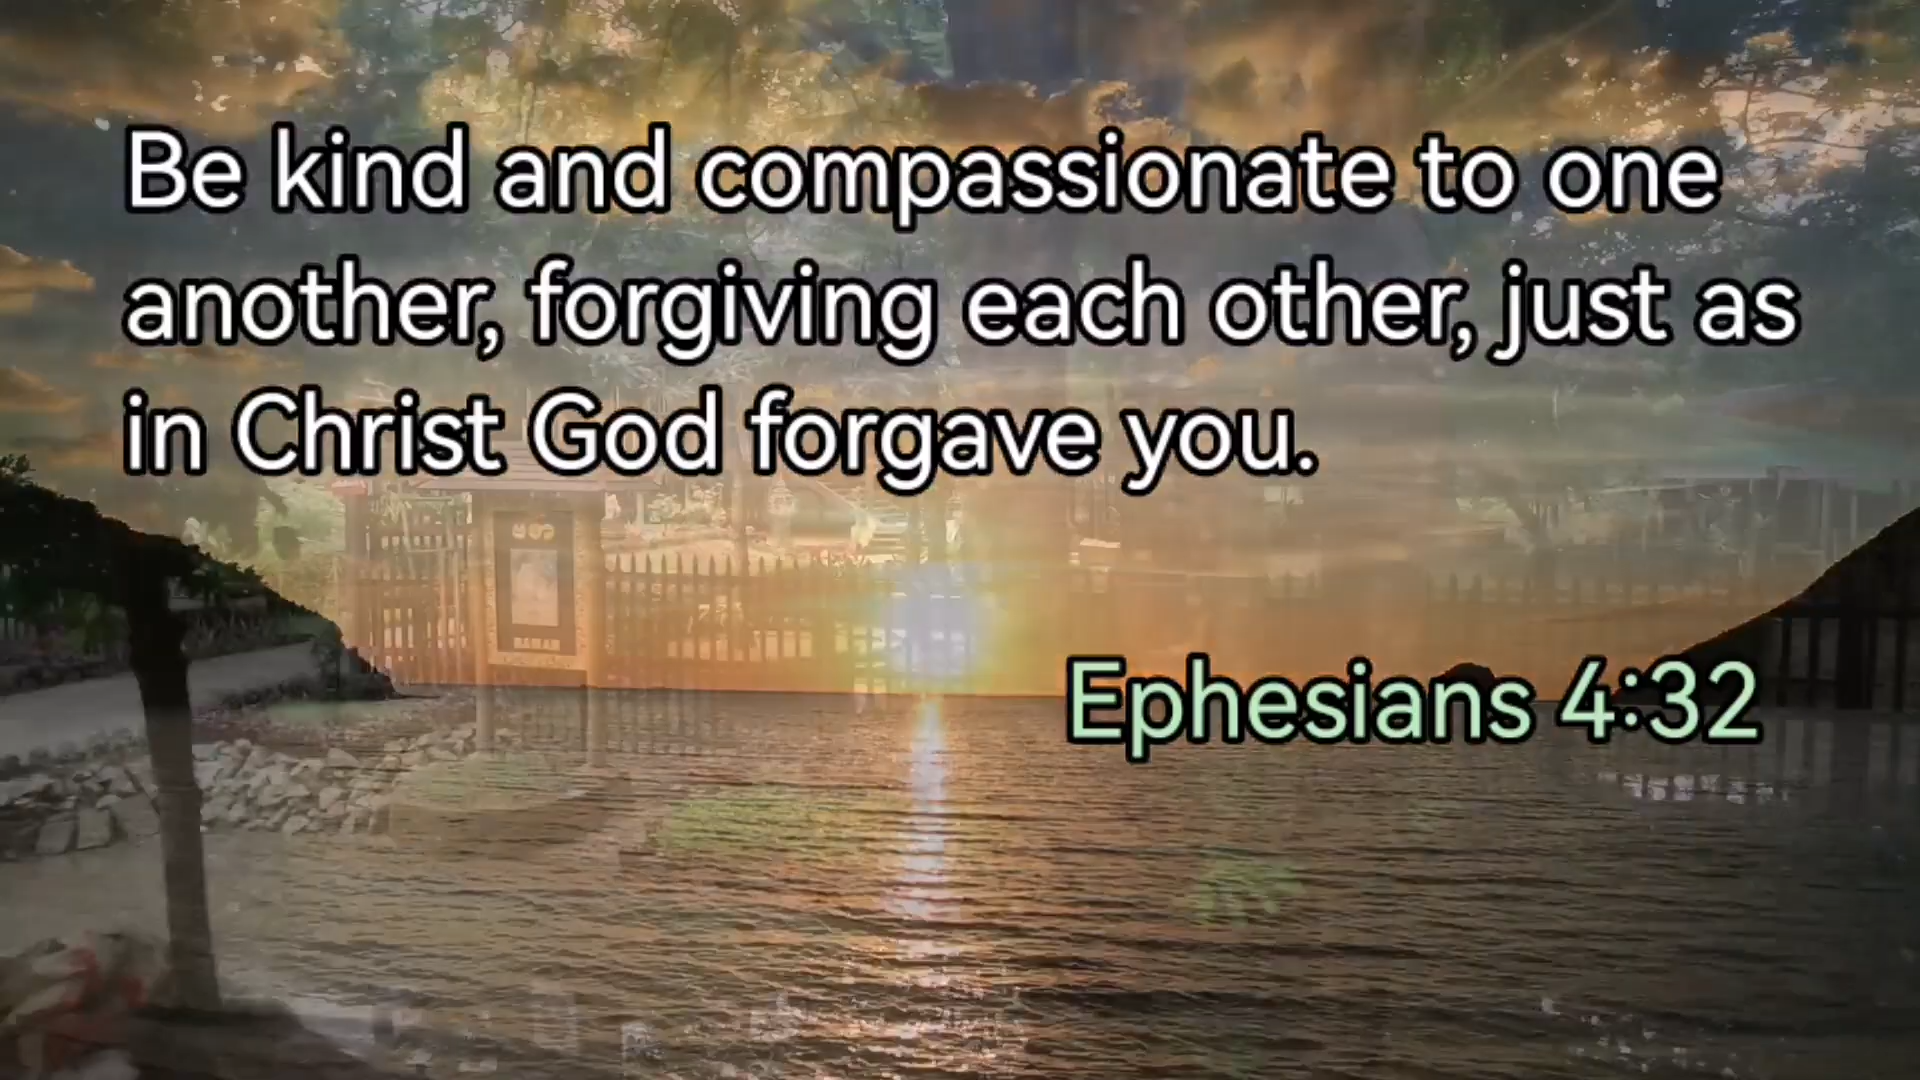 Be kind and compassionate to one
another, forgiving each other, just as
in Christ God forgave you.
Ephesians 4:32